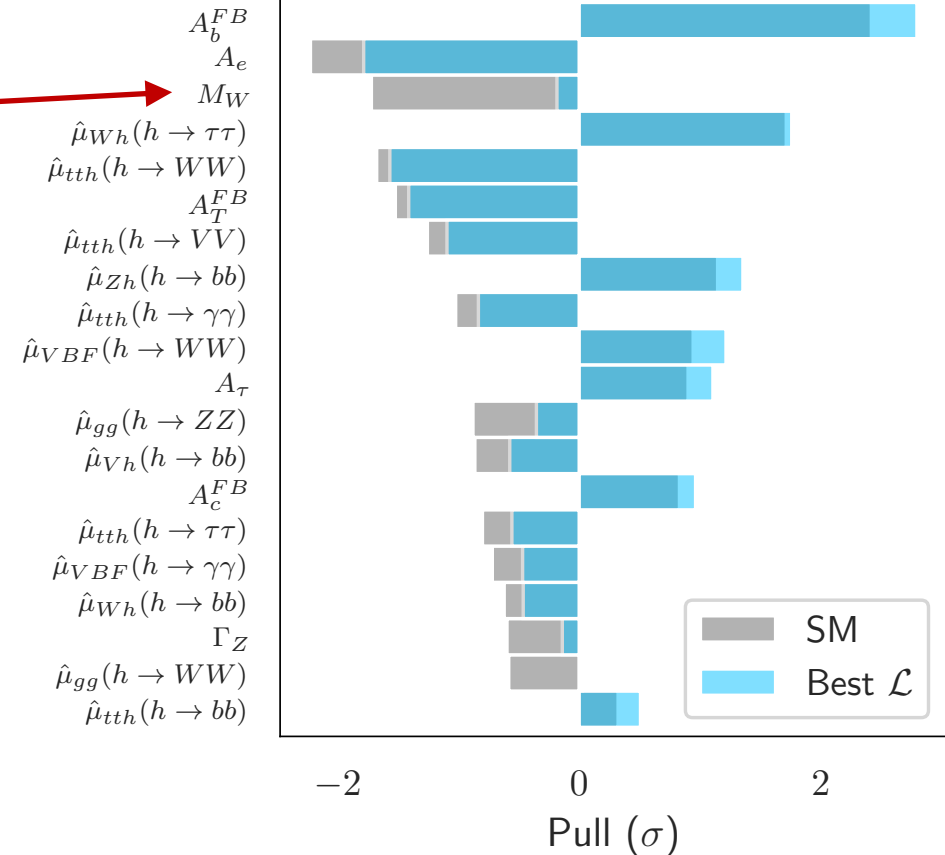 A_b^{FB}
A_e
M_W
μ̂_{Wh}(h → ττ)
μ̂_{tth}(h → WW)
A_T^{FB}
μ̂_{tth}(h → VV)
μ̂_{Zh}(h → bb)
μ̂_{tth}(h → γγ)
μ̂_{VBF}(h → WW)
A_τ
μ̂_{gg}(h → ZZ)
μ̂_{Vh}(h → bb)
A_c^{FB}
μ̂_{tth}(h → ττ)
μ̂_{VBF}(h → γγ)
μ̂_{Wh}(h → bb)
Γ_Z
μ̂_{gg}(h → WW)
μ̂_{tth}(h → bb)
SM
Best ℒ
−2 0 2
Pull (σ)